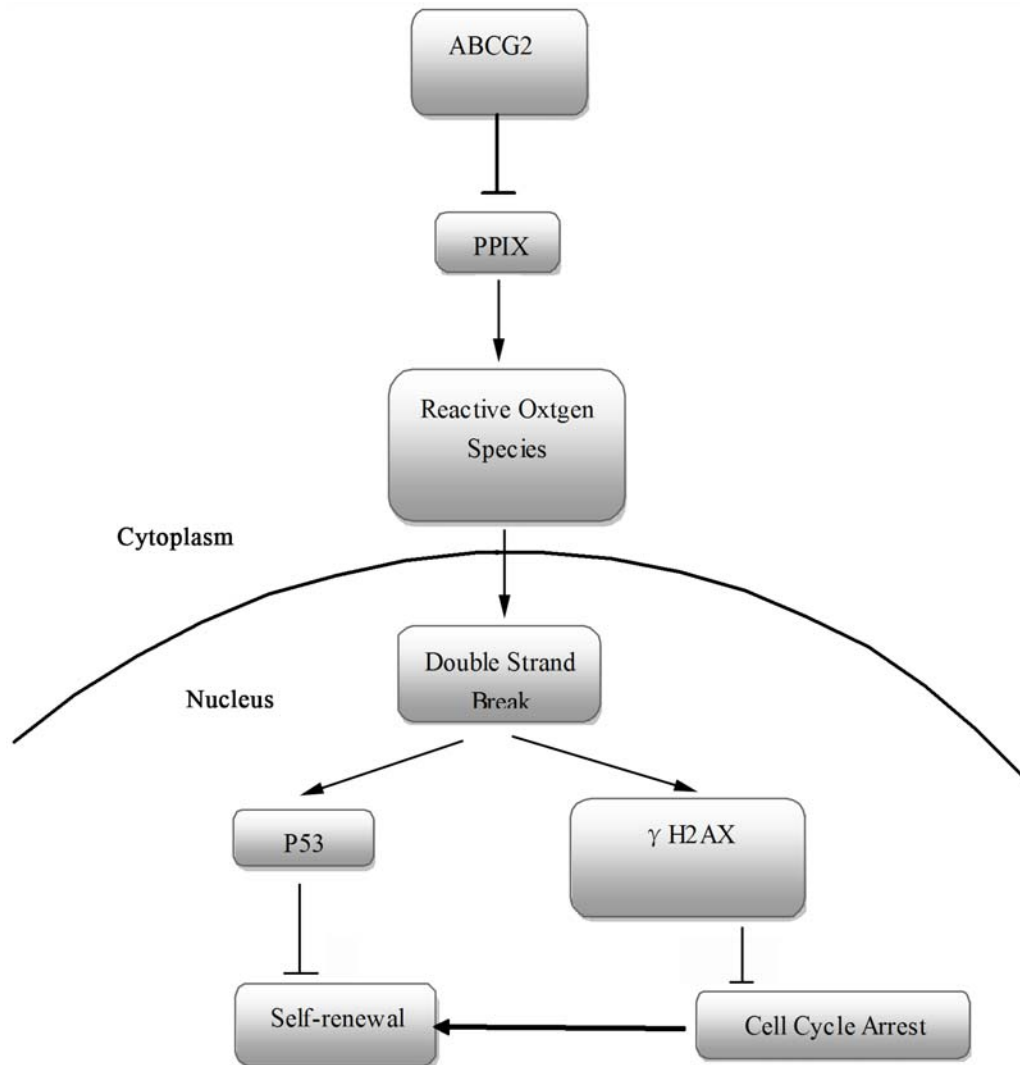 ABCG2
PPIX
Reactive Oxtgen
Species
Cytoplasm
Double Strand
Break
Nucleus
P53
γ H2AX
Self-renewal
Cell Cycle Arrest